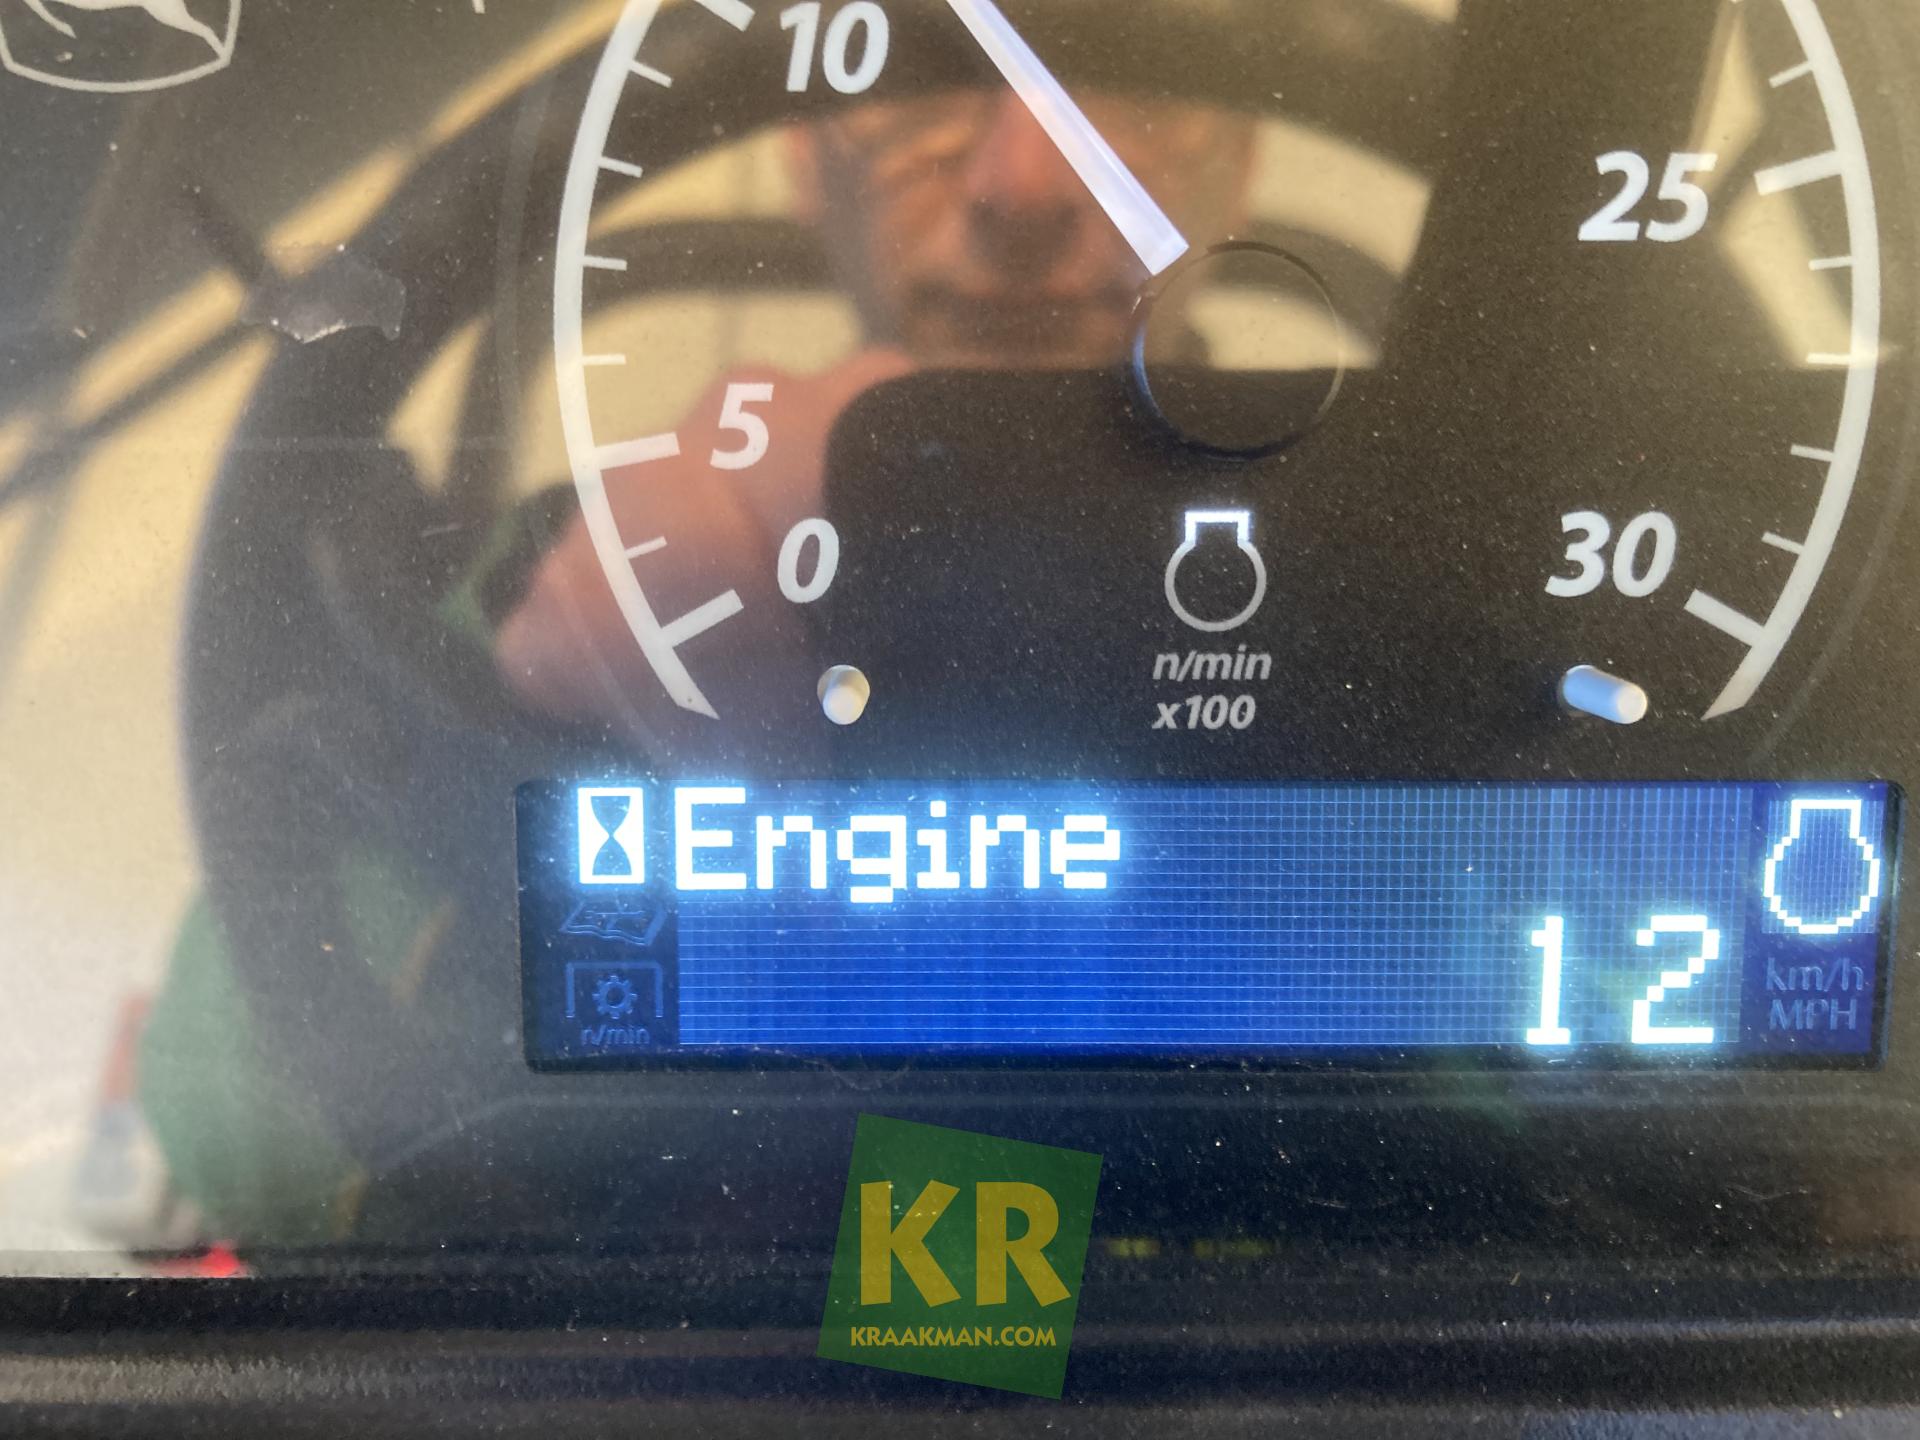 10
25
5
0
30
n/min
x100
Engine
12
km/h
MPH
n/min
KR
KRAAKMAN.COM